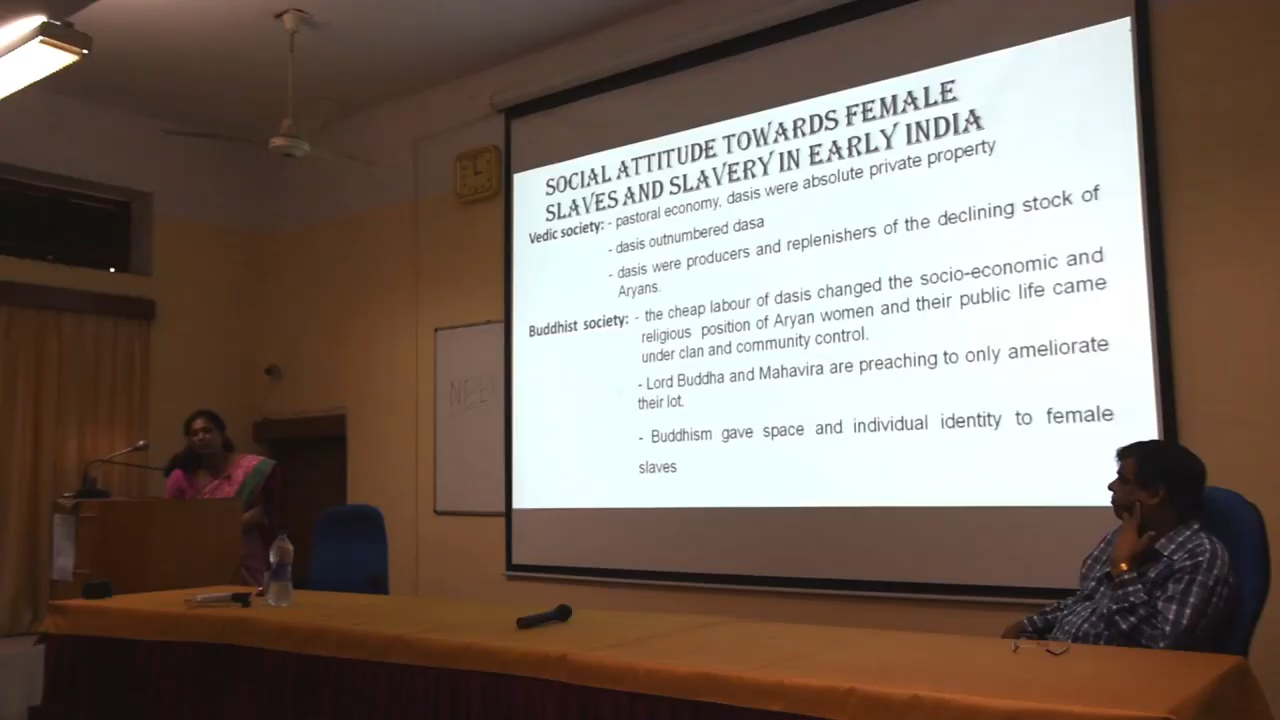 SOCIAL ATTITUDE TOWARDS FEMALE
SLAVES AND SLAVERY IN EARLY INDIA
Vedic society: - pastoral economy, dasis were absolute private property
- dasis outnumbered dasa
- dasis were producers and replenishers of the declining stock of
Aryans.
Buddhist society: - the cheap labour of dasis changed the socio-economic and
religious position of Aryan women and their public life came
under clan and community control.
- Lord Buddha and Mahavira are preaching to only ameliorate
their lot.
- Buddhism gave space and individual identity to female
slaves